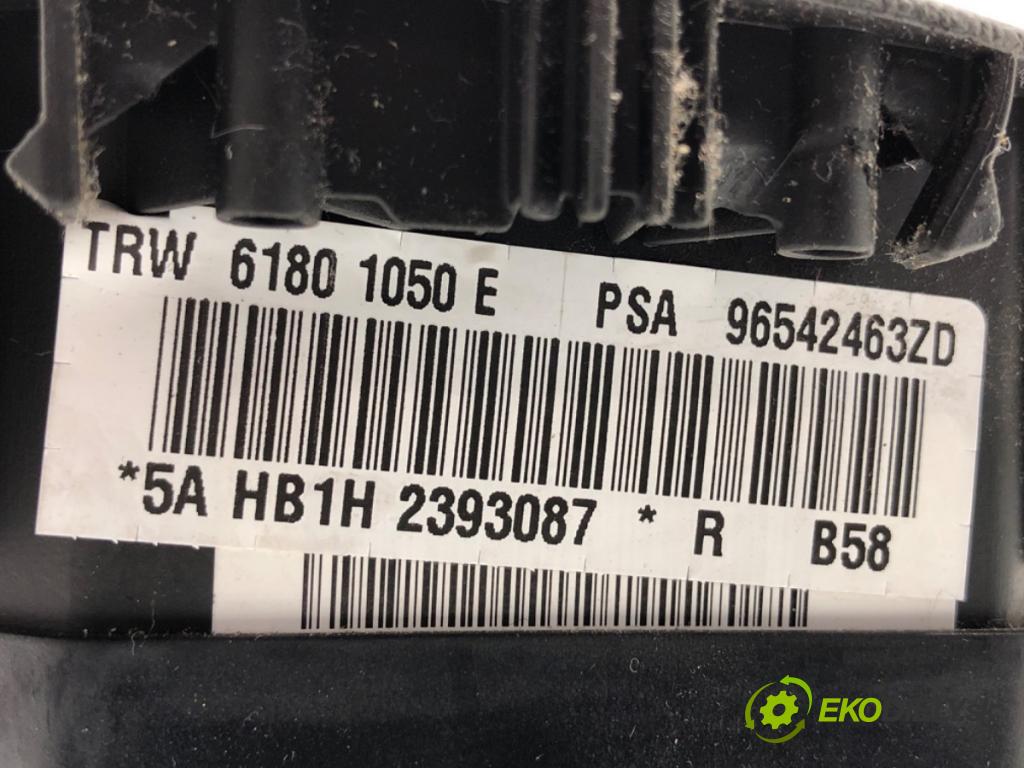 TRW 6180 1050 E PSA 96542463ZD
*5A HB1H 2393087 * R B58
EKO